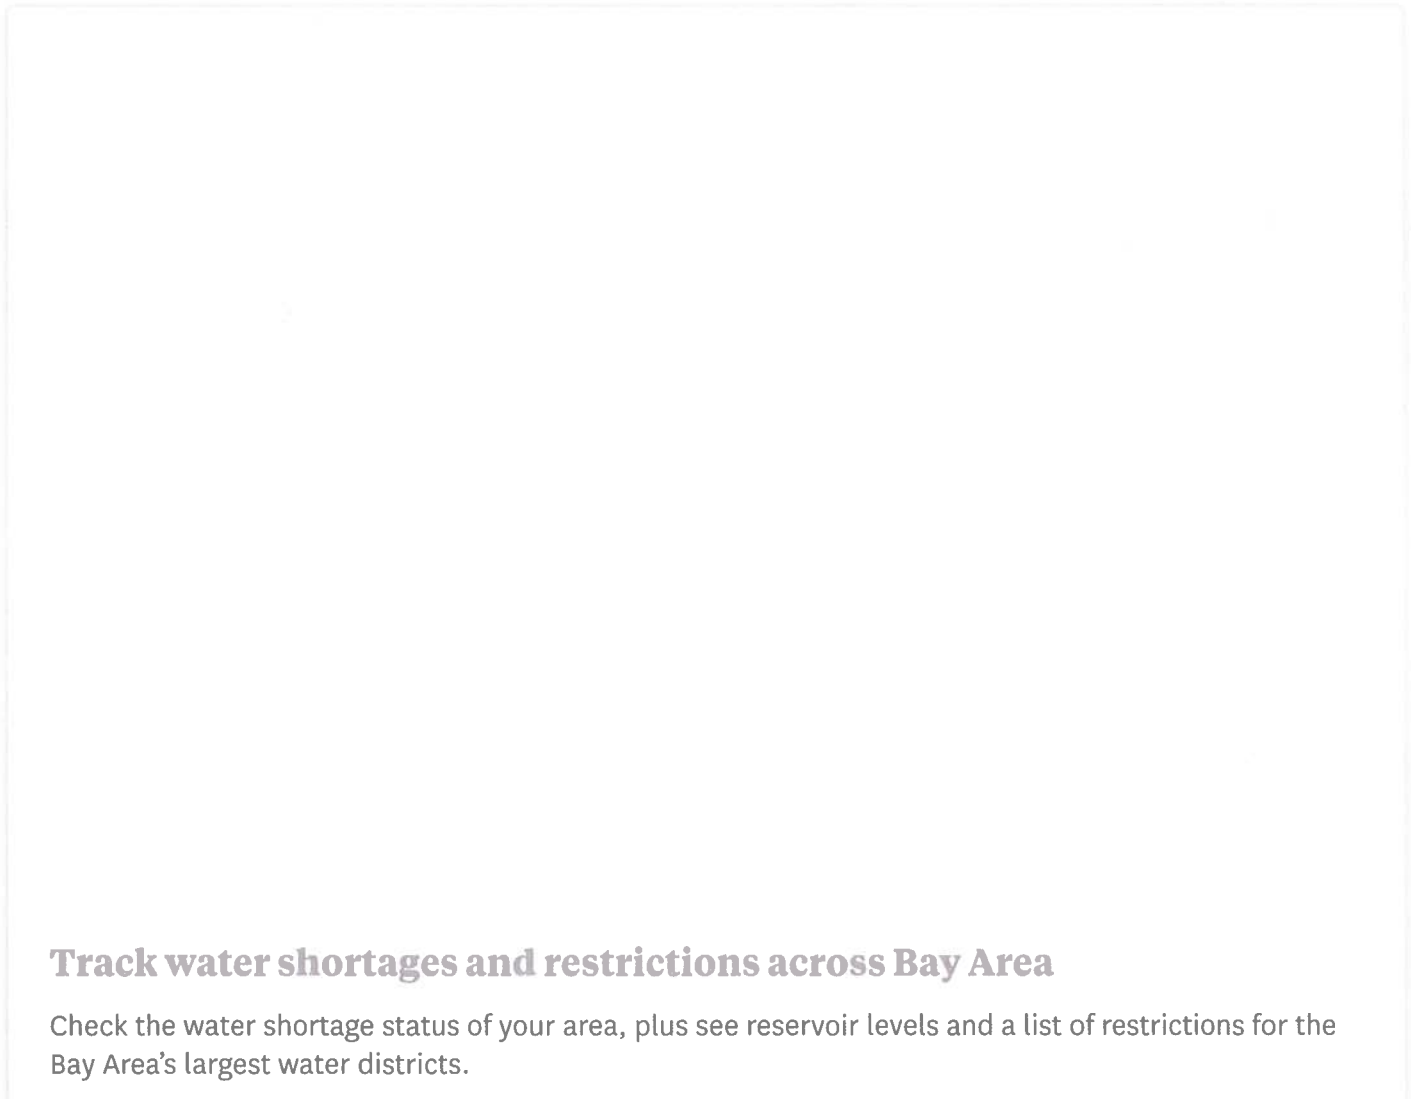 Track water shortages and restrictions across Bay Area
Check the water shortage status of your area, plus see reservoir levels and a list of restrictions for the
Bay Area’s largest water districts.